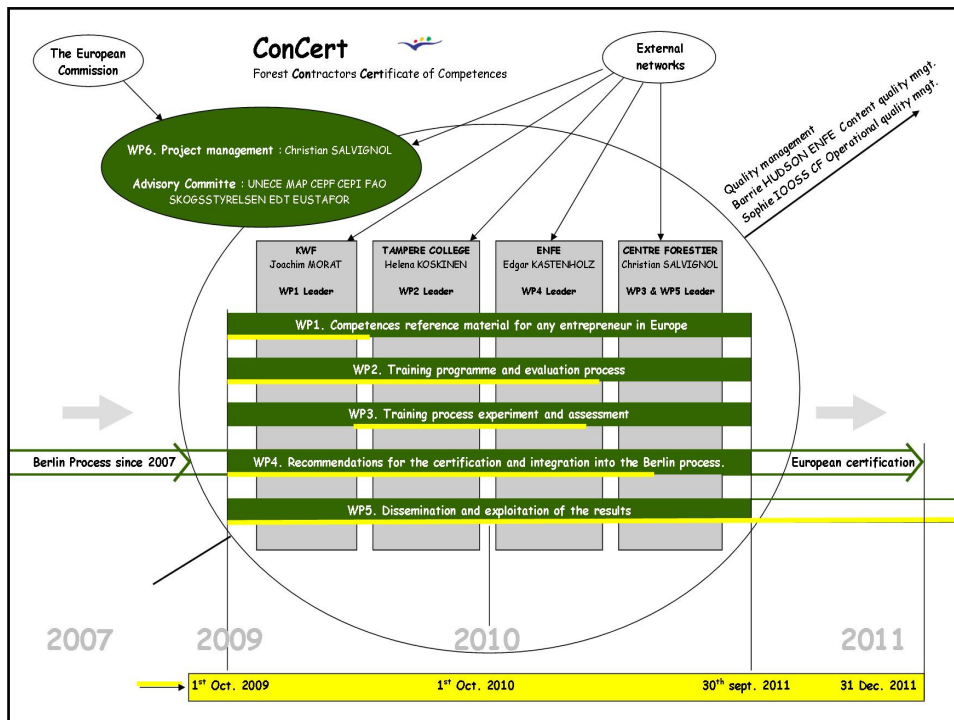 ConCert
Forest Contractors Certificate of Competences
The European
Commission
External
networks
WP6. Project management : Christian SALVIGNOL
Advisory Committe : UNECE MAP CEPF CEPI FAO
SKOGSSTYRELSEN EDT EUSTAFOR
Quality management
Barrie HUDSON ENFE Content quality mngt.
Sophie IOOSS CF Operational quality mngt.
KWF
Joachim MORAT
WP1 Leader
TAMPERE COLLEGE
Helena KOSKINEN
WP2 Leader
ENFE
Edgar KASTENHOLZ
WP4 Leader
CENTRE FORESTIER
Christian SALVIGNOL
WP3 & WP5 Leader
WP1. Competences reference material for any entrepreneur in Europe
WP2. Training programme and evaluation process
WP3. Training process experiment and assessment
Berlin Process since 2007
WP4. Recommendations for the certification and integration into the Berlin process.
European certification
WP5. Dissemination and exploitation of the results
2007
2009
2010
2011
1st Oct. 2009
1st Oct. 2010
30th sept. 2011
31 Dec. 2011